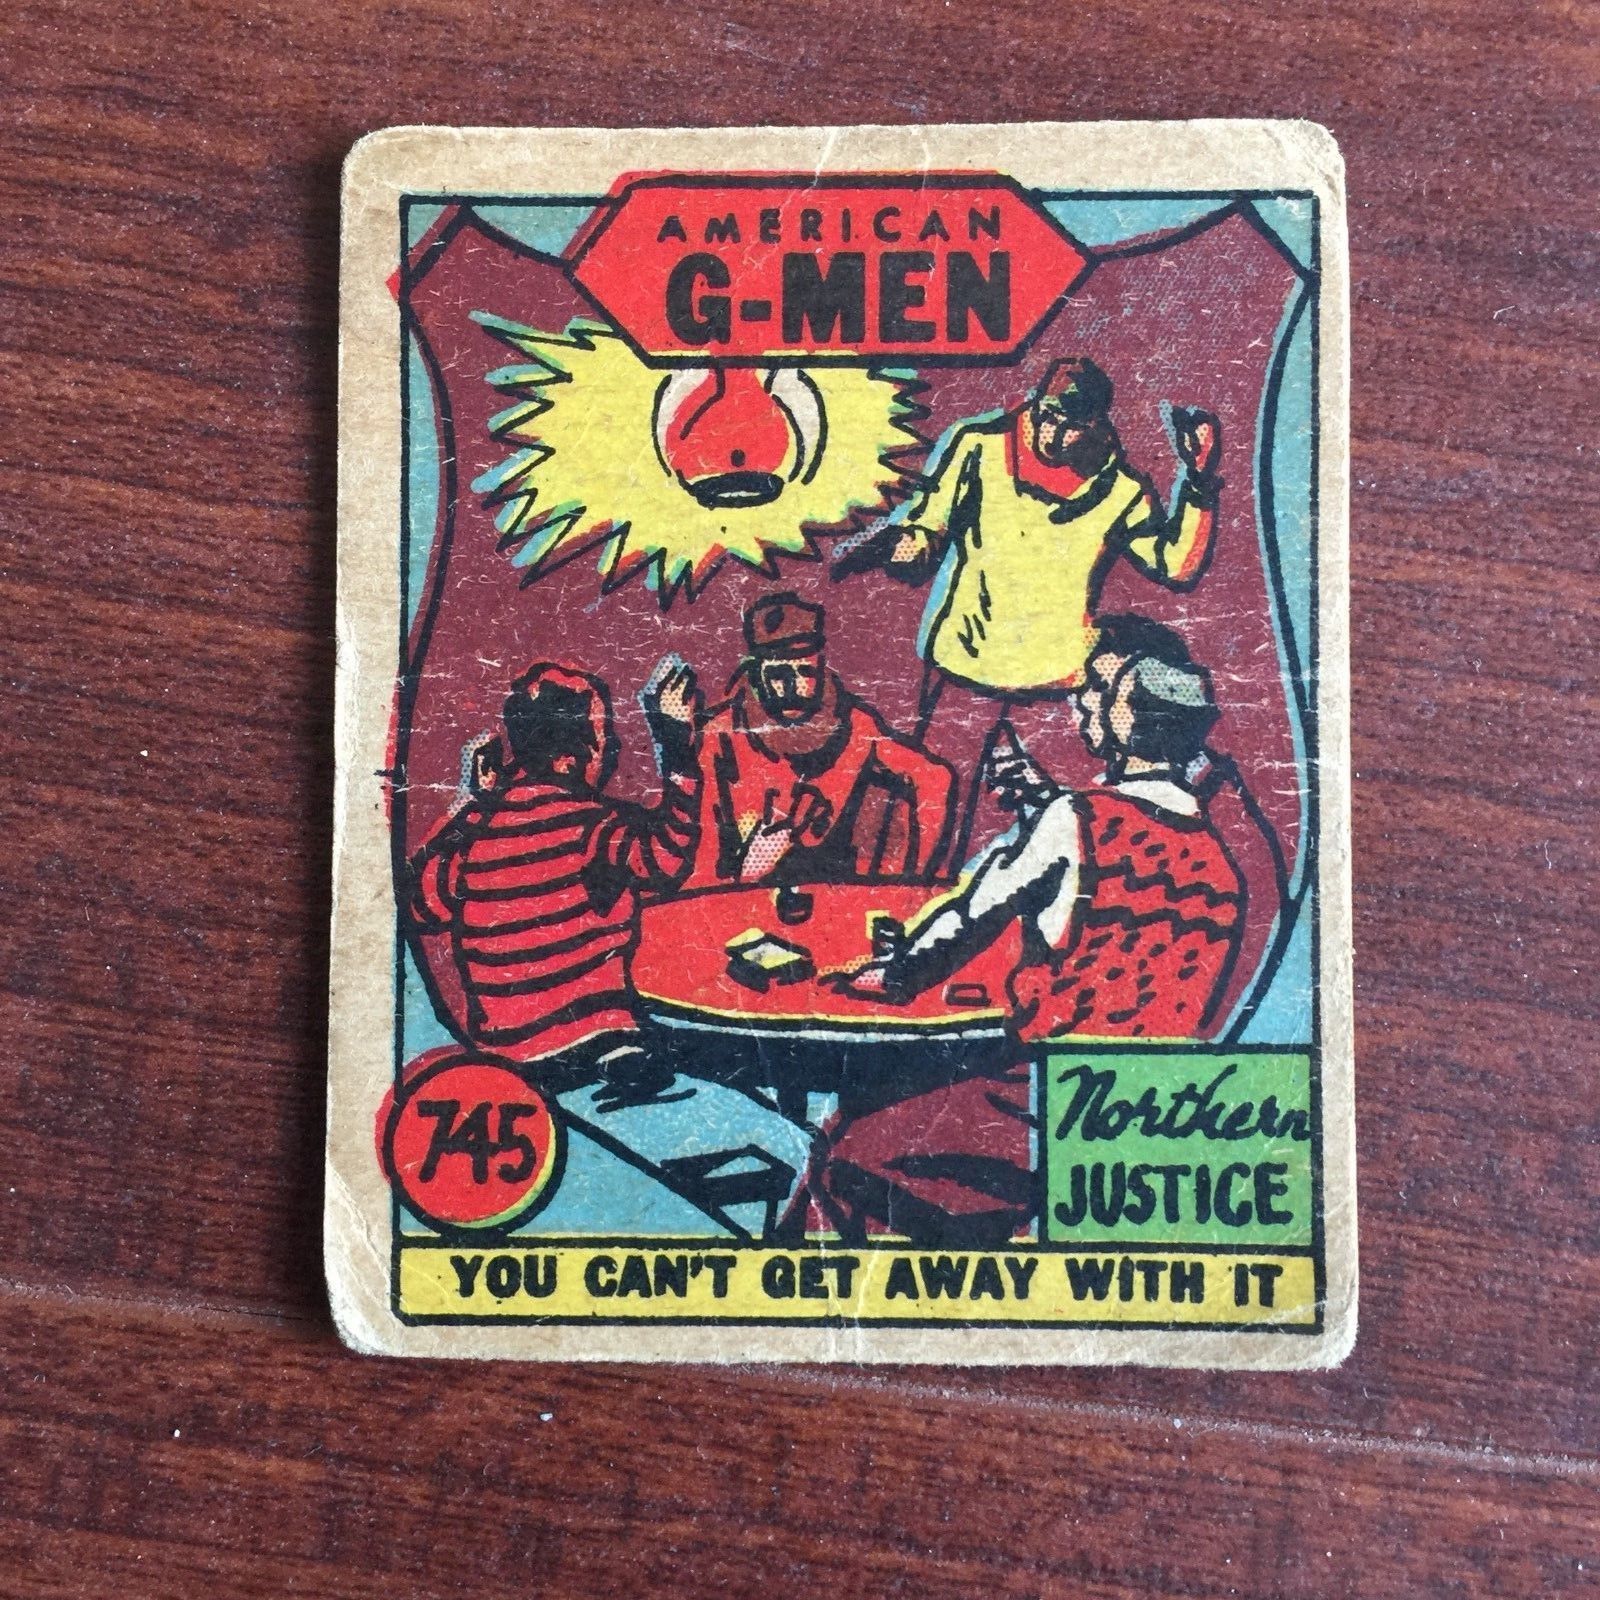 AMERICAN
G-MEN
745
Northern
JUSTICE
YOU CAN'T GET AWAY WITH IT